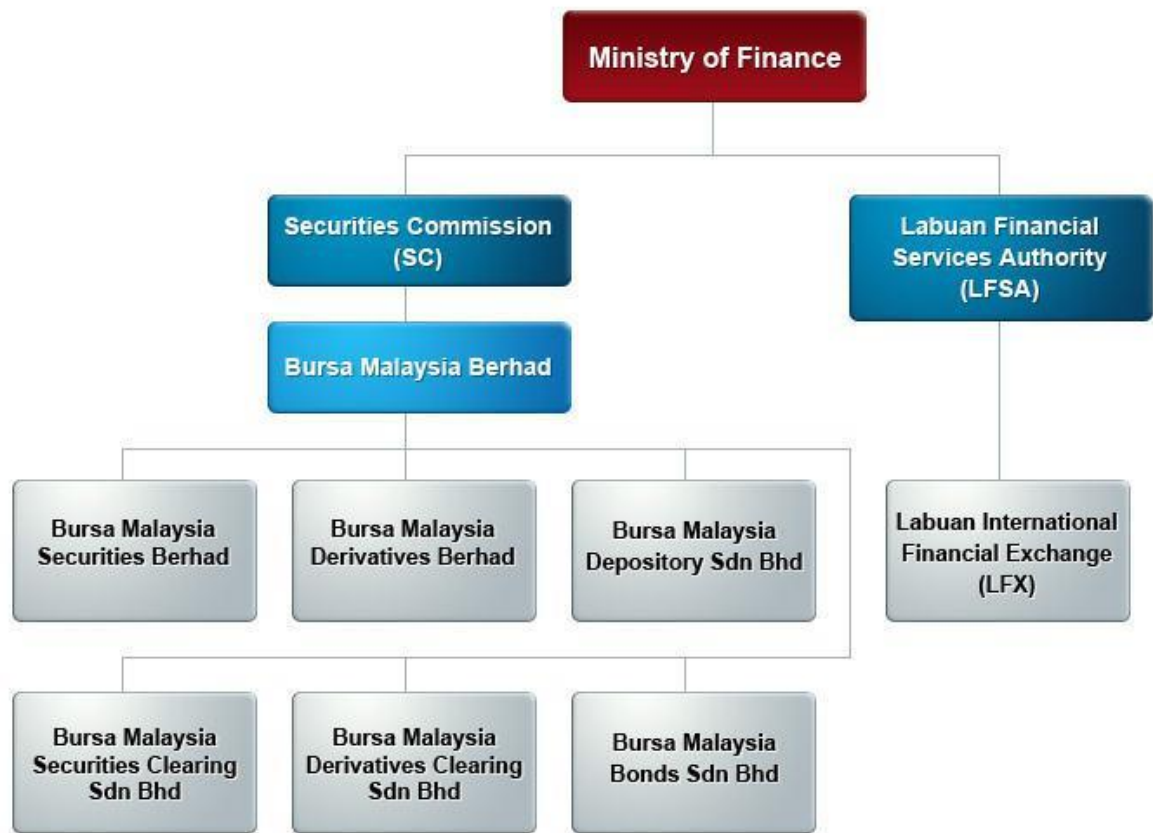 Ministry of Finance
Securities Commission
(SC)
Labuan Financial
Services Authority
(LFSA)
Bursa Malaysia Berhad
Bursa Malaysia
Securities Berhad
Bursa Malaysia
Derivatives Berhad
Bursa Malaysia
Depository Sdn Bhd
Labuan International
Financial Exchange
(LFX)
Bursa Malaysia
Securities Clearing
Sdn Bhd
Bursa Malaysia
Derivatives Clearing
Sdn Bhd
Bursa Malaysia
Bonds Sdn Bhd